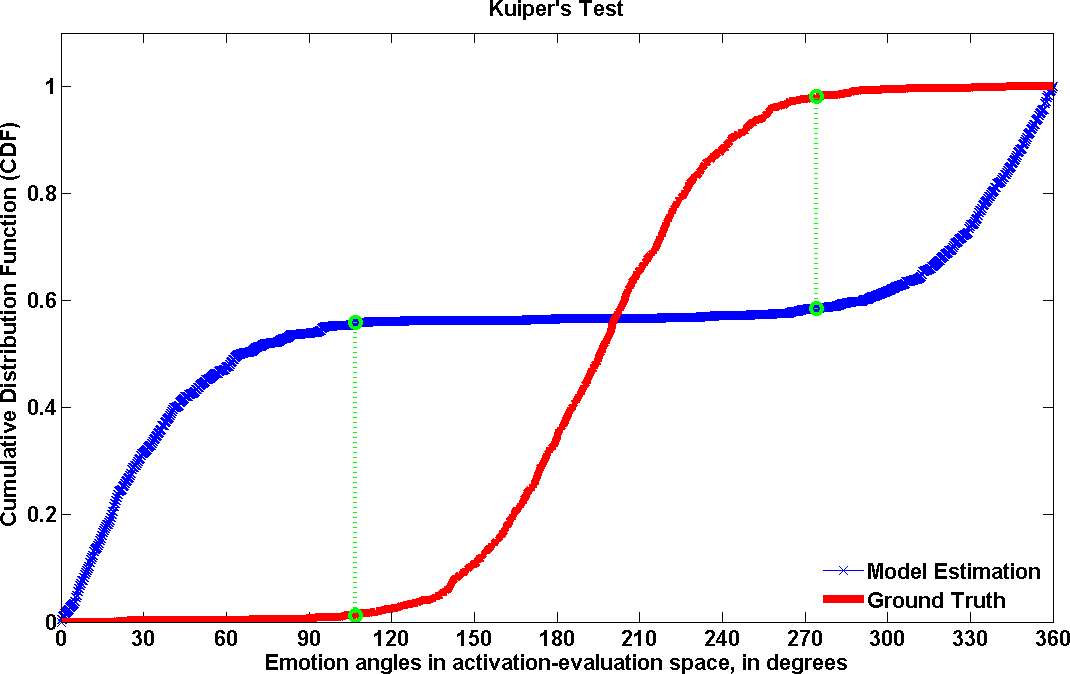 Kuiper's Test
Cumulative Distribution Function (CDF)
1
0.8
0.6
0.4
0.2
0
0 30 60 90 120 150 180 210 240 270 300 330 360
Emotion angles in activation-evaluation space, in degrees
Model Estimation
Ground Truth